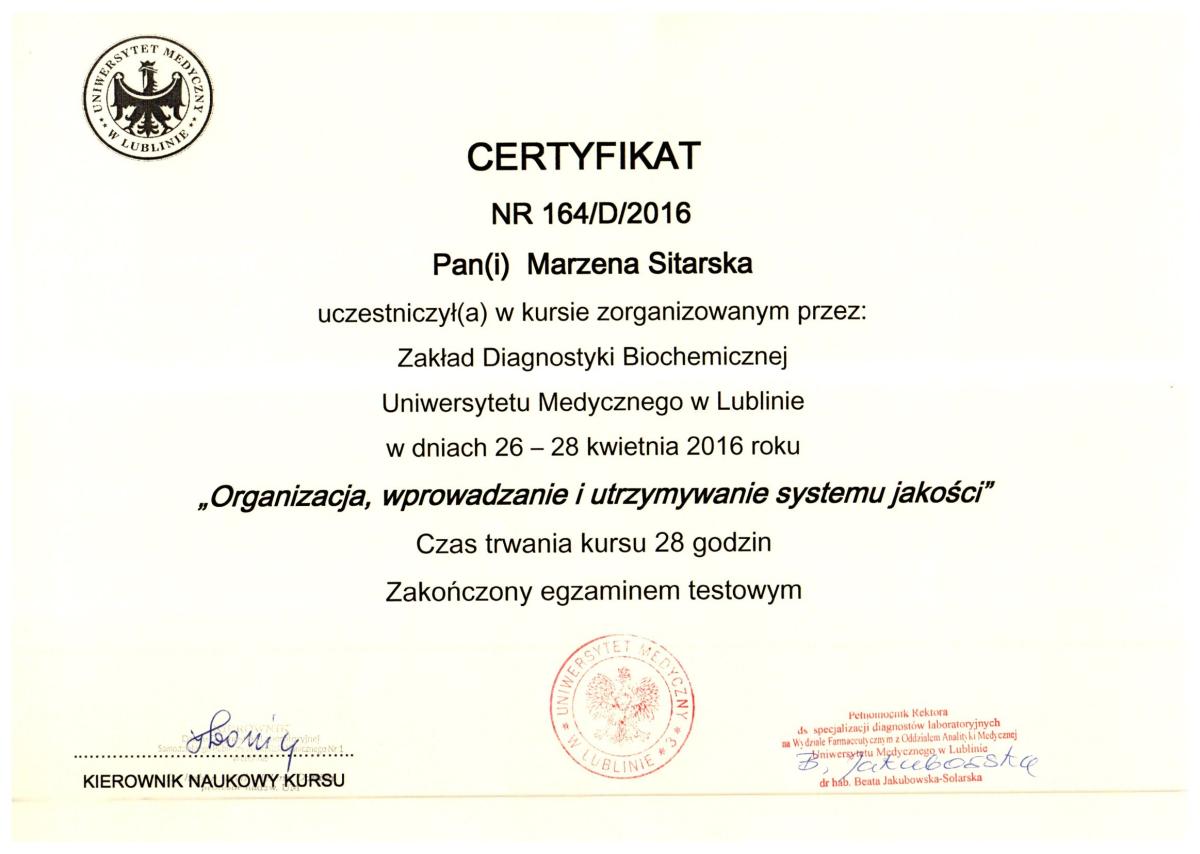 UNIWERSYTET MEDYCZNY
W LUBLINIE
CERTYFIKAT
NR 164/D/2016
Pan(i) Marzena Sitarska
uczestniczył(a) w kursie zorganizowanym przez:
Zakład Diagnostyki Biochemicznej
Uniwersytetu Medycznego w Lublinie
w dniach 26 – 28 kwietnia 2016 roku
„Organizacja, wprowadzanie i utrzymywanie systemu jakości”
Czas trwania kursu 28 godzin
Zakończony egzaminem testowym
UNIWERSYTET MEDYCZNY
W LUBLINIE * 3 *
KIEROWNIK NAUKOWY KURSU
Pełnomocnik Rektora
ds specjalizacji diagnostów laboratoryjnych
na Wydziale Farmaceutycznym z Oddziałem Analityki Medycznej
Uniwersytetu Medycznego w Lublinie
B. Jakubowska
dr hab. Beata Jakubowska-Solarska